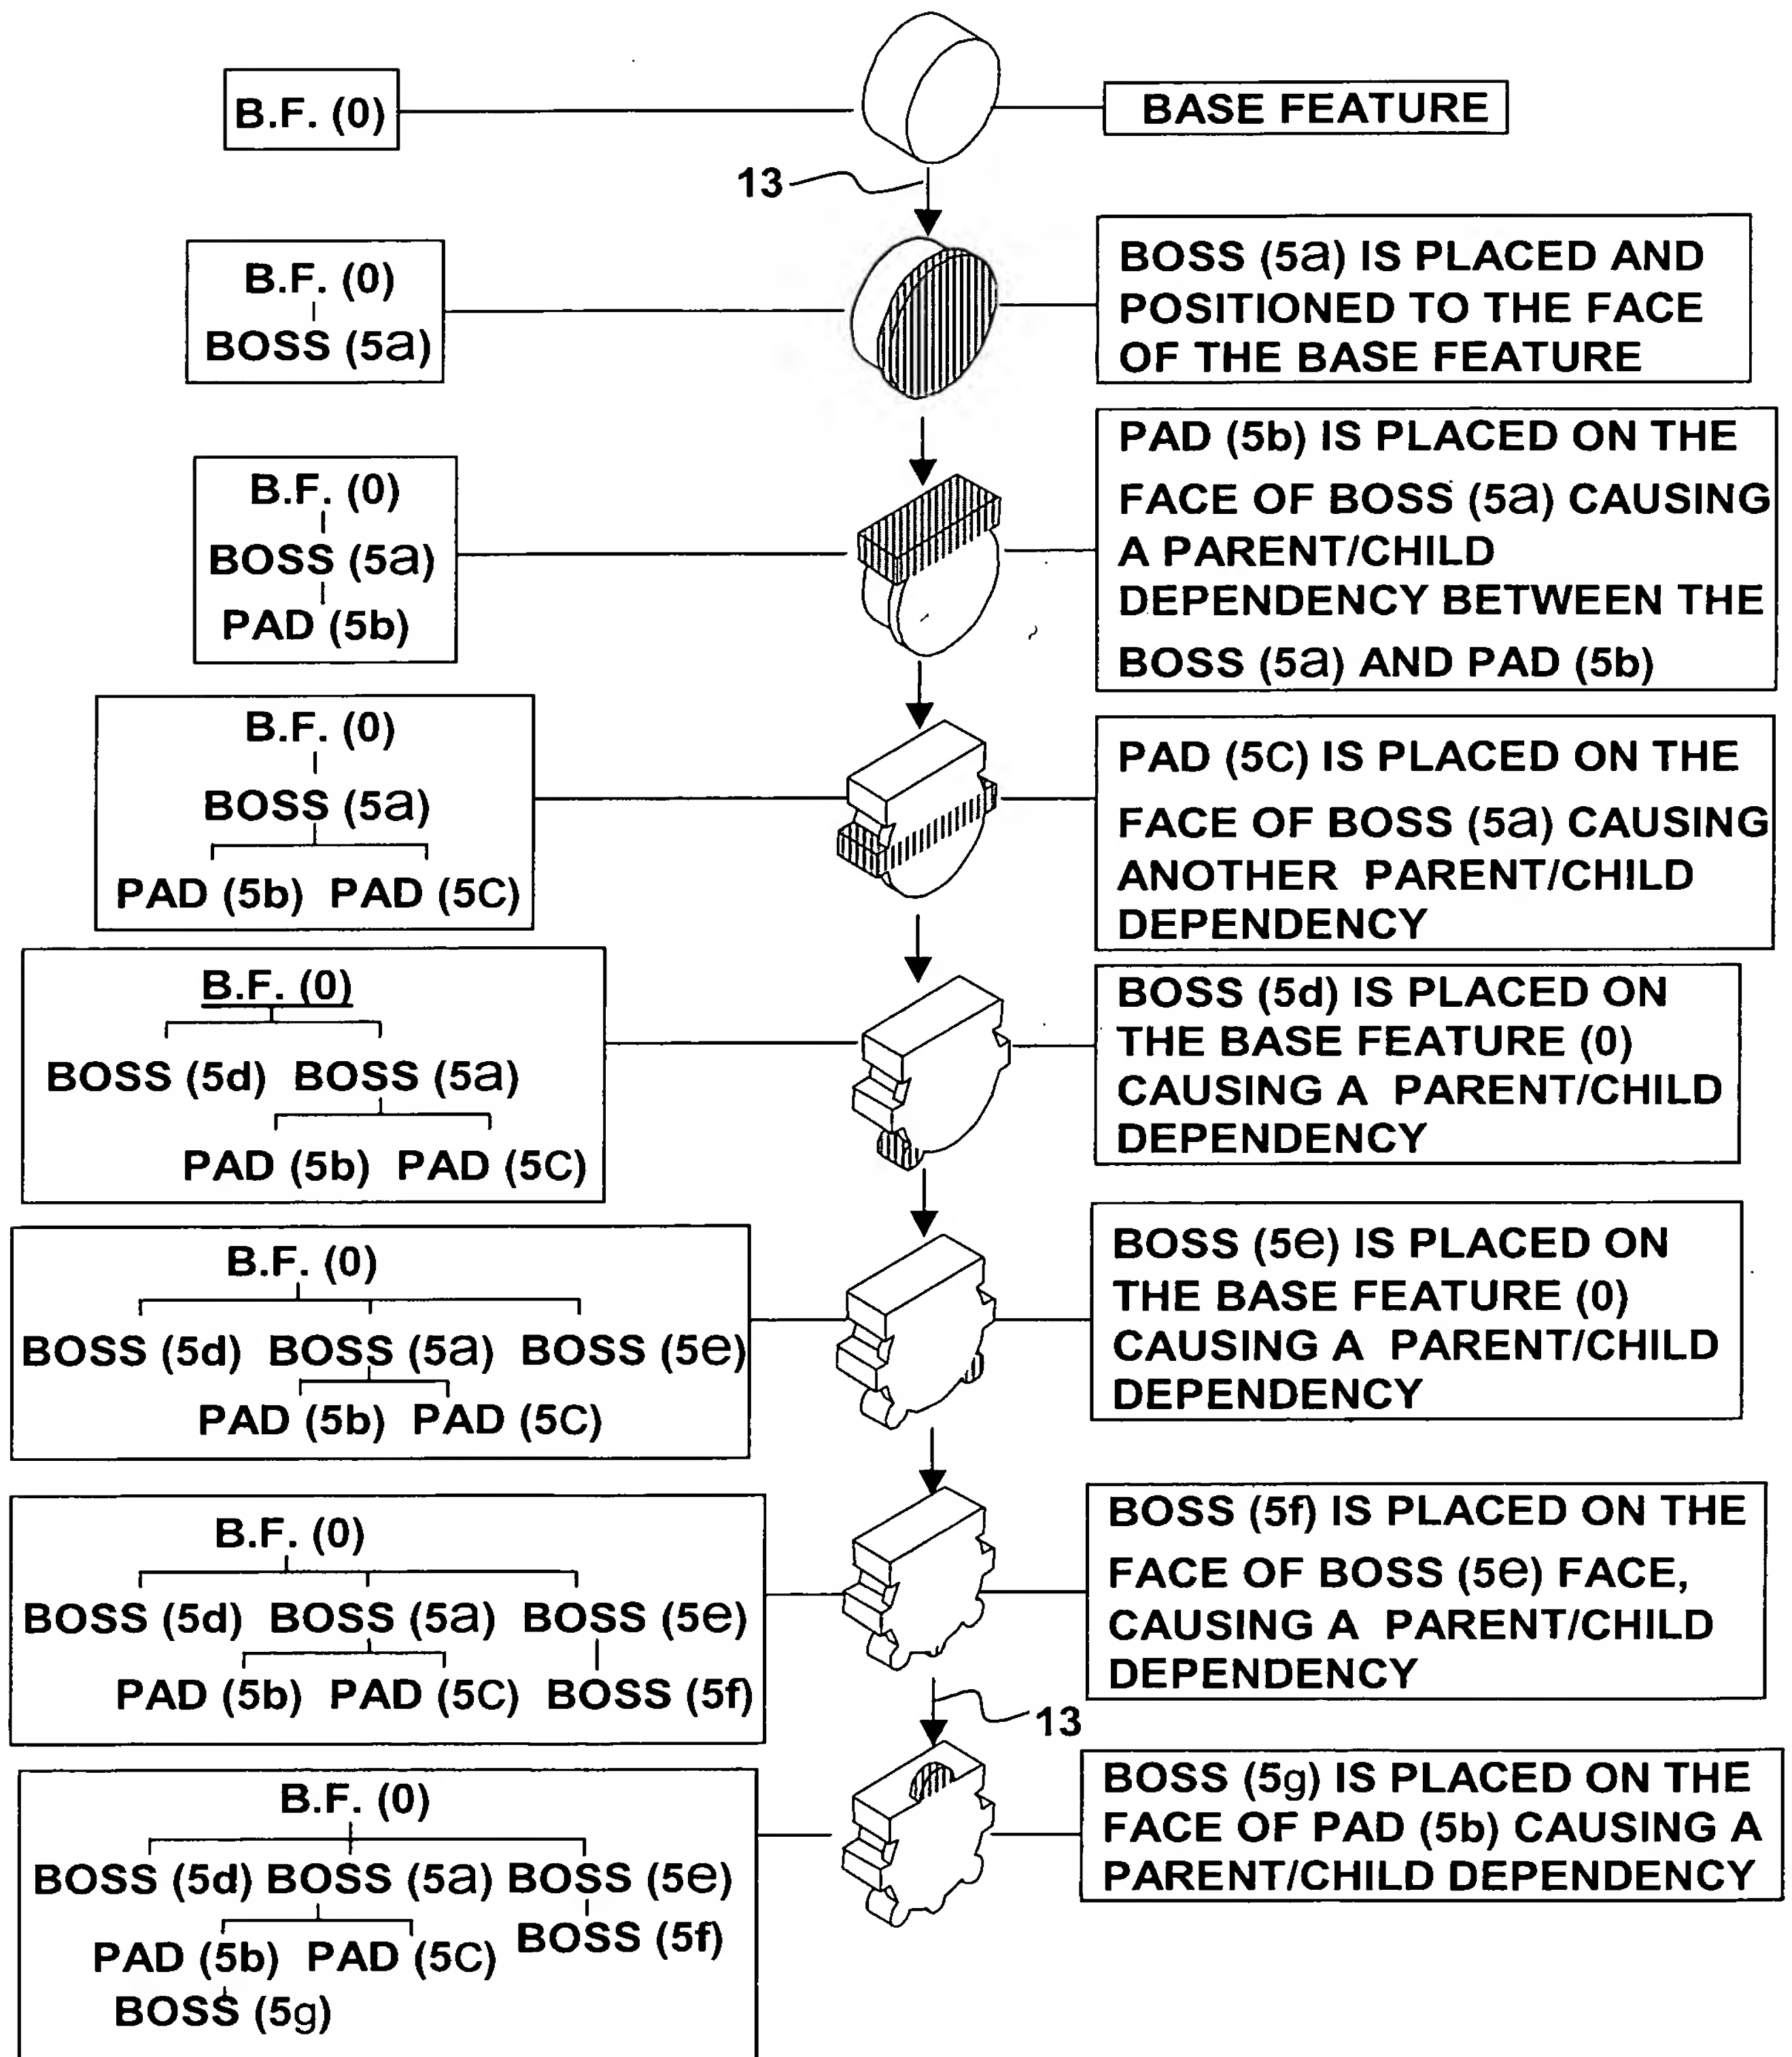 B.F. (0)
BASE FEATURE
13
B.F. (0)
BOSS (5a)
BOSS (5a) IS PLACED AND
POSITIONED TO THE FACE
OF THE BASE FEATURE
B.F. (0)
BOSS (5a)
PAD (5b)
PAD (5b) IS PLACED ON THE
FACE OF BOSS (5a) CAUSING
A PARENT/CHILD
DEPENDENCY BETWEEN THE
BOSS (5a) AND PAD (5b)
B.F. (0)
BOSS (5a)
PAD (5b) PAD (5C)
PAD (5C) IS PLACED ON THE
FACE OF BOSS (5a) CAUSING
ANOTHER PARENT/CHILD
DEPENDENCY
B.F. (0)
BOSS (5d) BOSS (5a)
PAD (5b) PAD (5C)
BOSS (5d) IS PLACED ON
THE BASE FEATURE (0)
CAUSING A PARENT/CHILD
DEPENDENCY
B.F. (0)
BOSS (5d) BOSS (5a) BOSS (5e)
PAD (5b) PAD (5C)
BOSS (5e) IS PLACED ON
THE BASE FEATURE (0)
CAUSING A PARENT/CHILD
DEPENDENCY
B.F. (0)
BOSS (5d) BOSS (5a) BOSS (5e)
PAD (5b) PAD (5C) BOSS (5f)
BOSS (5f) IS PLACED ON THE
FACE OF BOSS (5e) FACE,
CAUSING A PARENT/CHILD
DEPENDENCY
13
B.F. (0)
BOSS (5d) BOSS (5a) BOSS (5e)
PAD (5b) PAD (5C) BOSS (5f)
BOSS (5g)
BOSS (5g) IS PLACED ON THE
FACE OF PAD (5b) CAUSING A
PARENT/CHILD DEPENDENCY